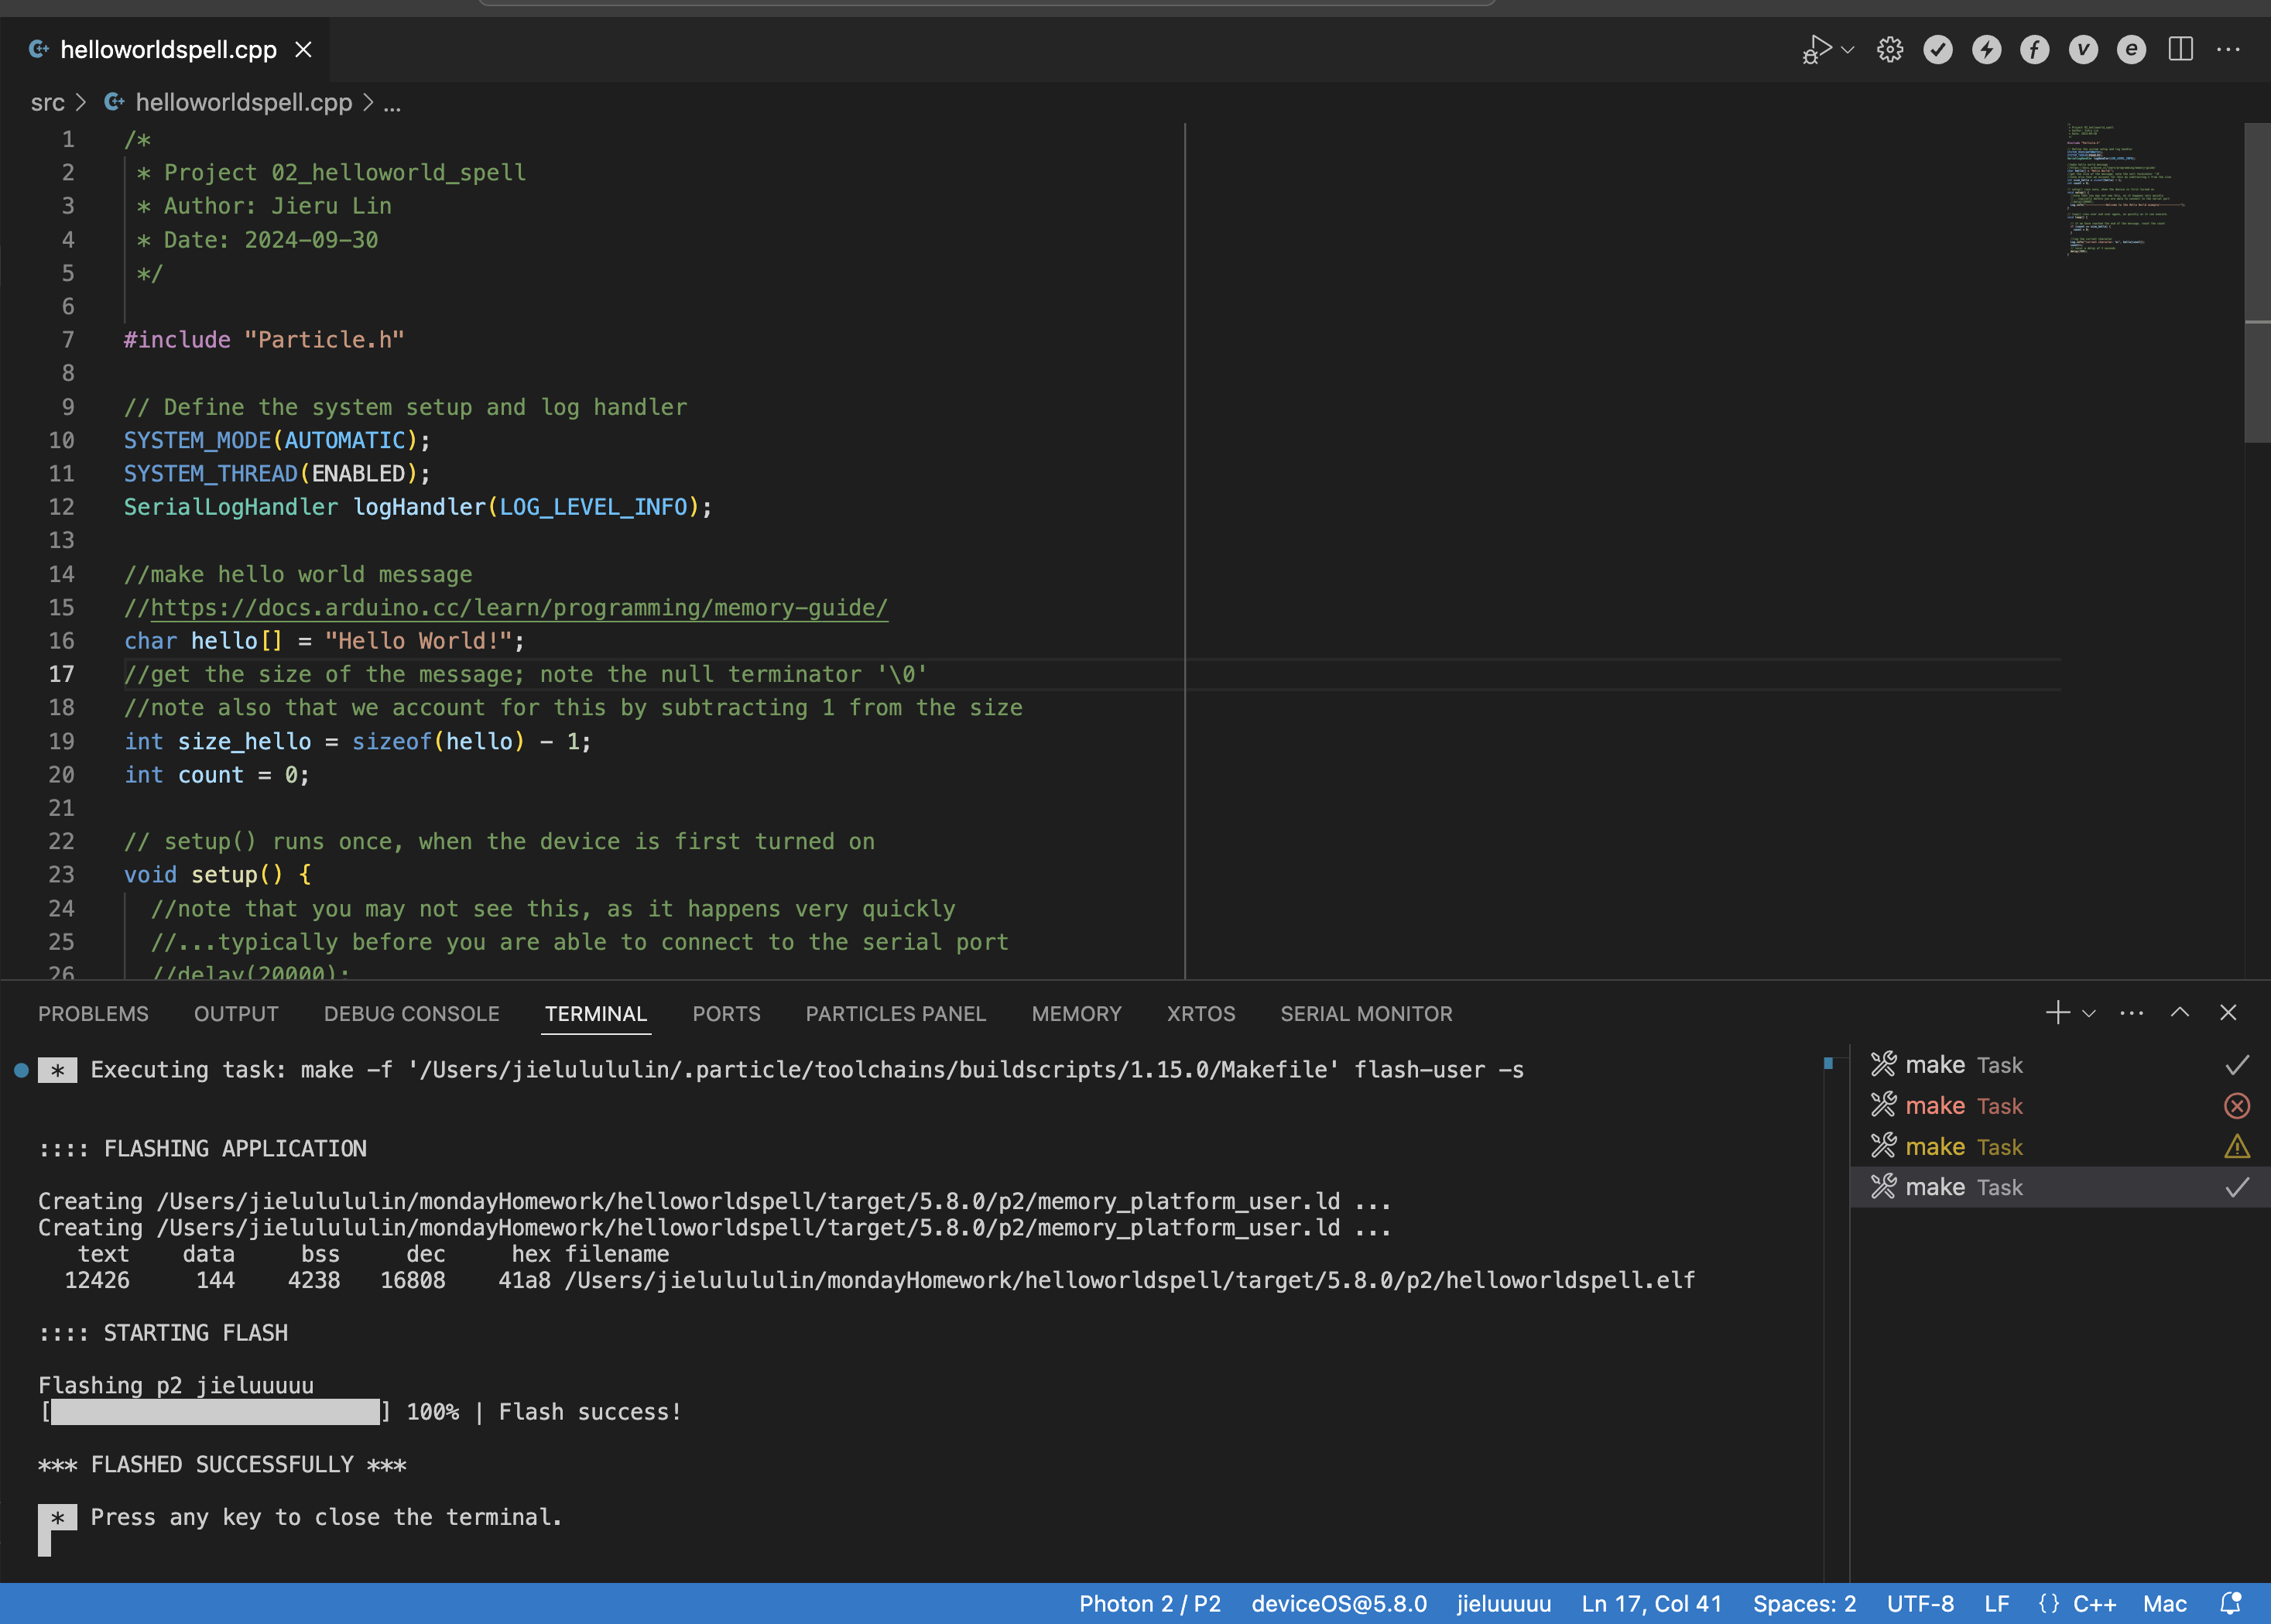 helloworldspell.cpp
src > helloworldspell.cpp > ...
1 /*
2  * Project 02_helloworld_spell
3  * Author: Jieru Lin
4  * Date: 2024-09-30
5  */
6
7 #include "Particle.h"
8
9 // Define the system setup and log handler
10 SYSTEM_MODE(AUTOMATIC);
11 SYSTEM_THREAD(ENABLED);
12 SerialLogHandler logHandler(LOG_LEVEL_INFO);
13
14 //make hello world message
15 //https://docs.arduino.cc/learn/programming/memory-guide/
16 char hello[] = "Hello World!";
17 //get the size of the message; note the null terminator '\0'
18 //note also that we account for this by subtracting 1 from the size
19 int size_hello = sizeof(hello) - 1;
20 int count = 0;
21
22 // setup() runs once, when the device is first turned on
23 void setup() {
24   //note that you may not see this, as it happens very quickly
25   //...typically before you are able to connect to the serial port
26   //delay(20000);
PROBLEMS OUTPUT DEBUG CONSOLE TERMINAL PORTS PARTICLES PANEL MEMORY XRTOS SERIAL MONITOR
* Executing task: make -f '/Users/jielulululin/.particle/toolchains/buildscripts/1.15.0/Makefile' flash-user -s
:::: FLASHING APPLICATION
Creating /Users/jielulululin/mondayHomework/helloworldspell/target/5.8.0/p2/memory_platform_user.ld ...
Creating /Users/jielulululin/mondayHomework/helloworldspell/target/5.8.0/p2/memory_platform_user.ld ...
text data bss dec hex filename
12426 144 4238 16808 41a8 /Users/jielulululin/mondayHomework/helloworldspell/target/5.8.0/p2/helloworldspell.elf
:::: STARTING FLASH
Flashing p2 jieluuuuu
[ ] 100% | Flash success!
*** FLASHED SUCCESSFULLY ***
* Press any key to close the terminal.
make Task
make Task
make Task
make Task
Photon 2 / P2 deviceOS@5.8.0 jieluuuuu Ln 17, Col 41 Spaces: 2 UTF-8 LF {} C++ Mac